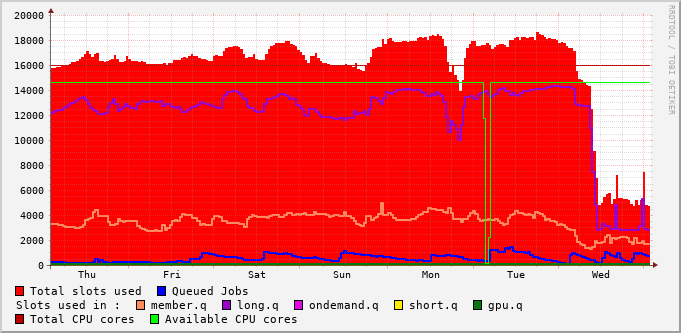 20000
18000
16000
14000
12000
10000
8000
6000
4000
2000
0
Thu Fri Sat Sun Mon Tue Wed
RRDTOOL / TOBI OETIKER
Total slots used Queued Jobs
Slots used in : member.q long.q ondemand.q short.q gpu.q
Total CPU cores Available CPU cores